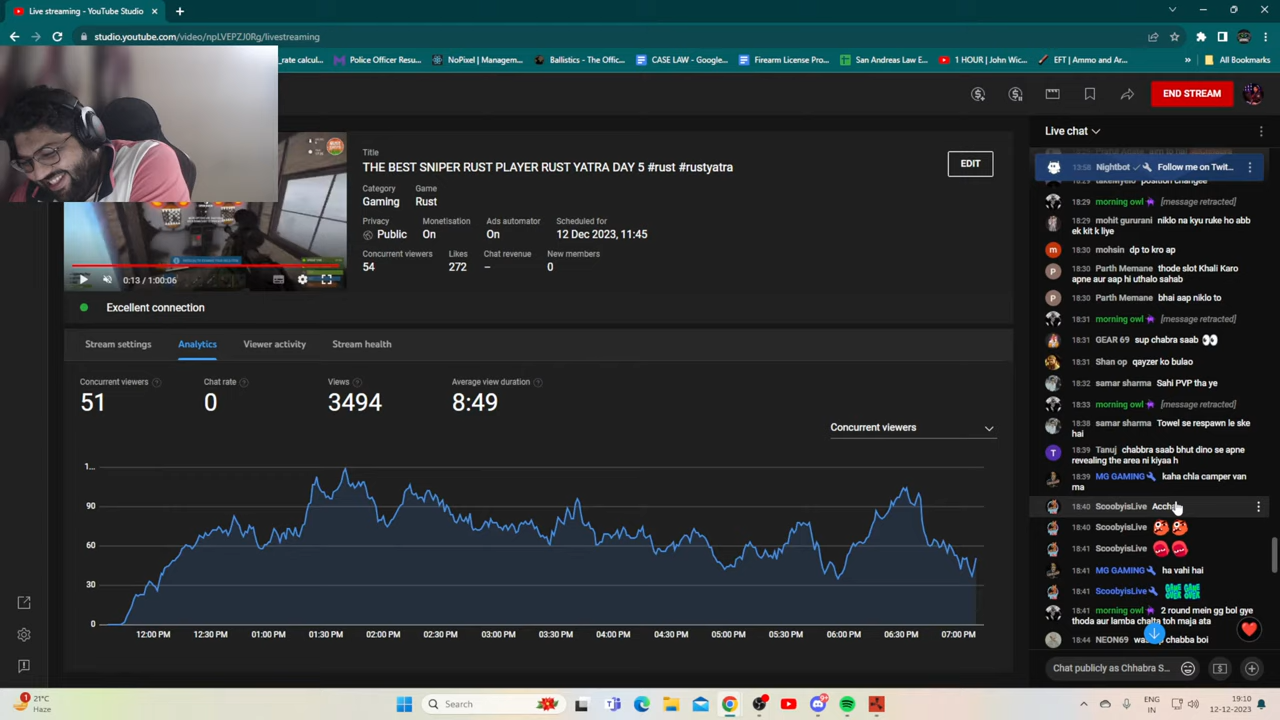 Live streaming - YouTube Studio
studio.youtube.com/video/npLVEPZJ0Rg/livestreaming
_rate calcul...
Police Officer Resu...
NoPixel | Managem...
Ballistics - The Offic...
CASE LAW - Google...
Firearm License Pro...
San Andreas Law E...
1 HOUR | John Wic...
EFT | Ammo and Ar...
All Bookmarks
END STREAM
Title
THE BEST SNIPER RUST PLAYER RUST YATRA DAY 5 #rust #rustyatra
EDIT
Category
Game
Gaming
Rust
Privacy
Monetisation
Ads automator
Scheduled for
Public
On
On
12 Dec 2023, 11:45
Concurrent viewers
Likes
Chat revenue
New members
54
272
–
0
0:13 / 1:00:06
Excellent connection
Stream settings
Analytics
Viewer activity
Stream health
Concurrent viewers
Chat rate
Views
Average view duration
51
0
3494
8:49
Concurrent viewers
1...
90
60
30
0
12:00 PM
12:30 PM
01:00 PM
01:30 PM
02:00 PM
02:30 PM
03:00 PM
03:30 PM
04:00 PM
04:30 PM
05:00 PM
05:30 PM
06:00 PM
06:30 PM
07:00 PM
Live chat
13:58 Nightbot Follow me on Twit...
18:29 morning owl [message retracted]
18:29 mohit gururani niklo na kyu ruke ho abb
ek kit k liye
18:29 mohsin dp to kro ap
18:30 Parth Memane thode slot Khali Karo
apne aur aap hi uthalo sahab
18:30 Parth Memane bhai aap niklo to
18:31 morning owl [message retracted]
18:31 GEAR 69 sup chabra saab
18:31 Shan op qayzer ko bulao
18:32 samar sharma Sahi PVP tha ye
18:33 morning owl [message retracted]
18:38 samar sharma Towel se respawn le ske
hai
18:39 Tanuj chabbra saab bhut dino se apne
revealing the area ni kiyaa h
18:39 MG GAMING kaha chla camper van
ma
18:40 ScoobyisLive Accha
18:40 ScoobyisLive
18:41 ScoobyisLive
18:41 MG GAMING ha vahi hai
18:41 ScoobyisLive GAME OVER GAME OVER
18:41 morning owl 2 round mein gg bol gye
thoda aur lamba chalta toh maja ata
18:44 NEON69 chabba boi
Chat publicly as Chhabra S...
21°C
Haze
Search
ENG
IN
19:10
12-12-2023